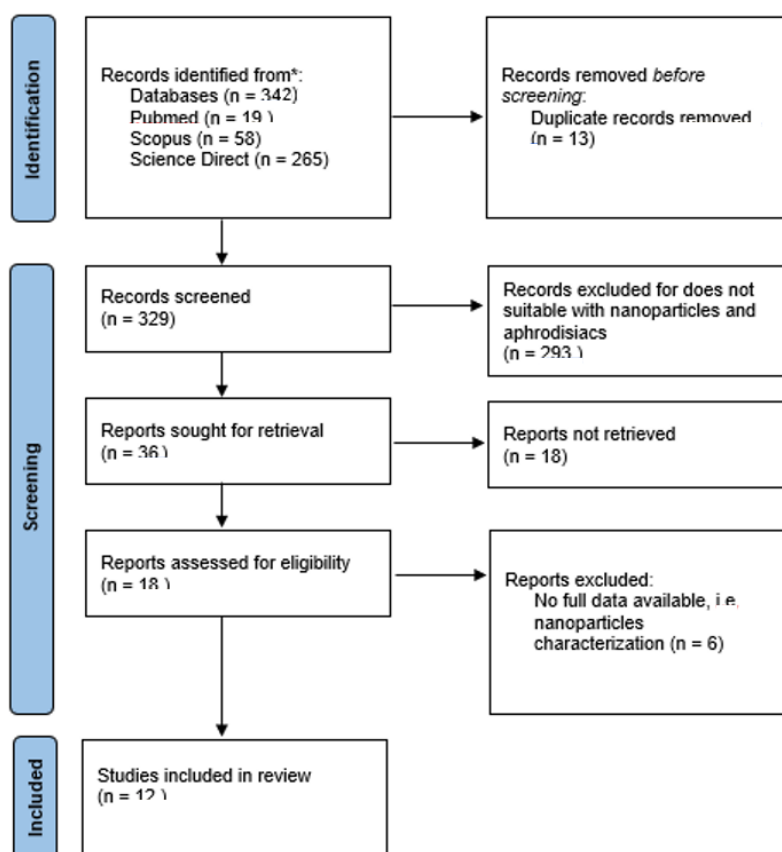 Identification
Records identified from*:
Databases (n = 342)
Pubmed (n = 19 )
Scopus (n = 58)
Science Direct (n = 265)
Records removed before
screening:
Duplicate records removed
(n = 13)
Screening
Records screened
(n = 329)
Records excluded for does not
suitable with nanoparticles and
aphrodisiacs
(n = 293 )
Reports sought for retrieval
(n = 36 )
Reports not retrieved
(n = 18)
Reports assessed for eligibility
(n = 18 )
Reports excluded:
No full data available, i.e.
nanoparticles
characterization (n = 6)
Included
Studies included in review
(n = 12 )